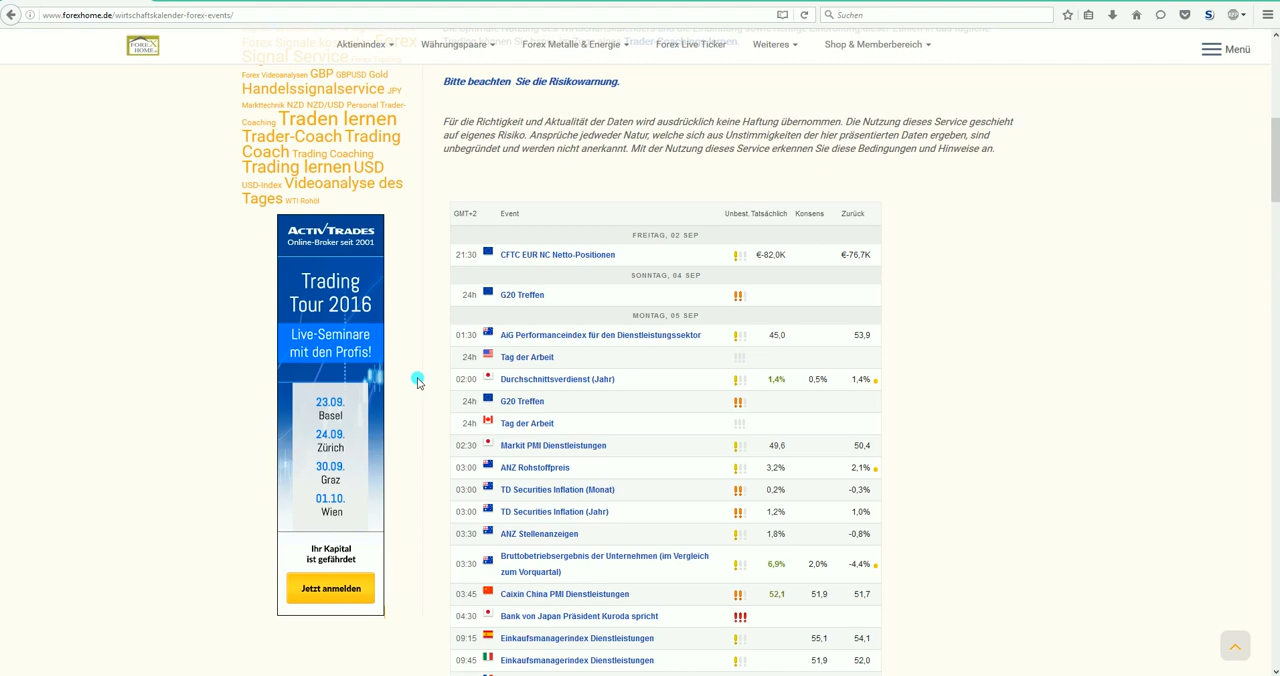 www.forexhome.de/wirtschaftskalender-forex-events/
Suchen
FOREX
HOME
Aktienindex
Währungspaare
Forex Metalle & Energie
Forex Live Ticker
Weiteres
Shop & Memberbereich
Menü
Signal Service
Forex Videoanalysen GBP GBPUSD Gold
Handelssignalservice JPY
Markttechnik NZD NZD/USD Personal Trader-
Coaching Traden lernen
Trader-Coach Trading
Coach Trading Coaching
Trading lernen USD
USD-Index Videoanalyse des
Tages WTI Rohöl
ACTIVTRADES
Online-Broker seit 2001
Trading
Tour 2016
Live-Seminare
mit den Profis!
23.09.
Basel
24.09.
Zürich
30.09.
Graz
01.10.
Wien
Ihr Kapital
ist gefährdet
Jetzt anmelden
Bitte beachten Sie die Risikowarnung.
Für die Richtigkeit und Aktualität der Daten wird ausdrücklich keine Haftung übernommen. Die Nutzung dieses Service geschieht
auf eigenes Risiko. Ansprüche jedweder Natur, welche sich aus Unstimmigkeiten der hier präsentierten Daten ergeben, sind
unbegründet und werden nicht anerkannt. Mit der Nutzung dieses Service erkennen Sie diese Bedingungen und Hinweise an.
GMT+2 Event Unbest. Tatsächlich Konsens Zurück
FREITAG, 02 SEP
21:30 CFTC EUR NC Netto-Positionen €-82,0K €-76,7K
SONNTAG, 04 SEP
24h G20 Treffen
MONTAG, 05 SEP
01:30 AiG Performanceindex für den Dienstleistungssektor 45,0 53,9
24h Tag der Arbeit
02:00 Durchschnittsverdienst (Jahr) 1,4% 0,5% 1,4%
24h G20 Treffen
24h Tag der Arbeit
02:30 Markit PMI Dienstleistungen 49,6 50,4
03:00 ANZ Rohstoffpreis 3,2% 2,1%
03:00 TD Securities Inflation (Monat) 0,2% -0,3%
03:00 TD Securities Inflation (Jahr) 1,2% 1,0%
03:30 ANZ Stellenanzeigen 1,8% -0,8%
03:30 Bruttobetriebsergebnis der Unternehmen (im Vergleich
zum Vorquartal) 6,9% 2,0% -4,4%
03:45 Caixin China PMI Dienstleistungen 52,1 51,9 51,7
04:30 Bank von Japan Präsident Kuroda spricht
09:15 Einkaufsmanagerindex Dienstleistungen 55,1 54,1
09:45 Einkaufsmanagerindex Dienstleistungen 51,9 52,0